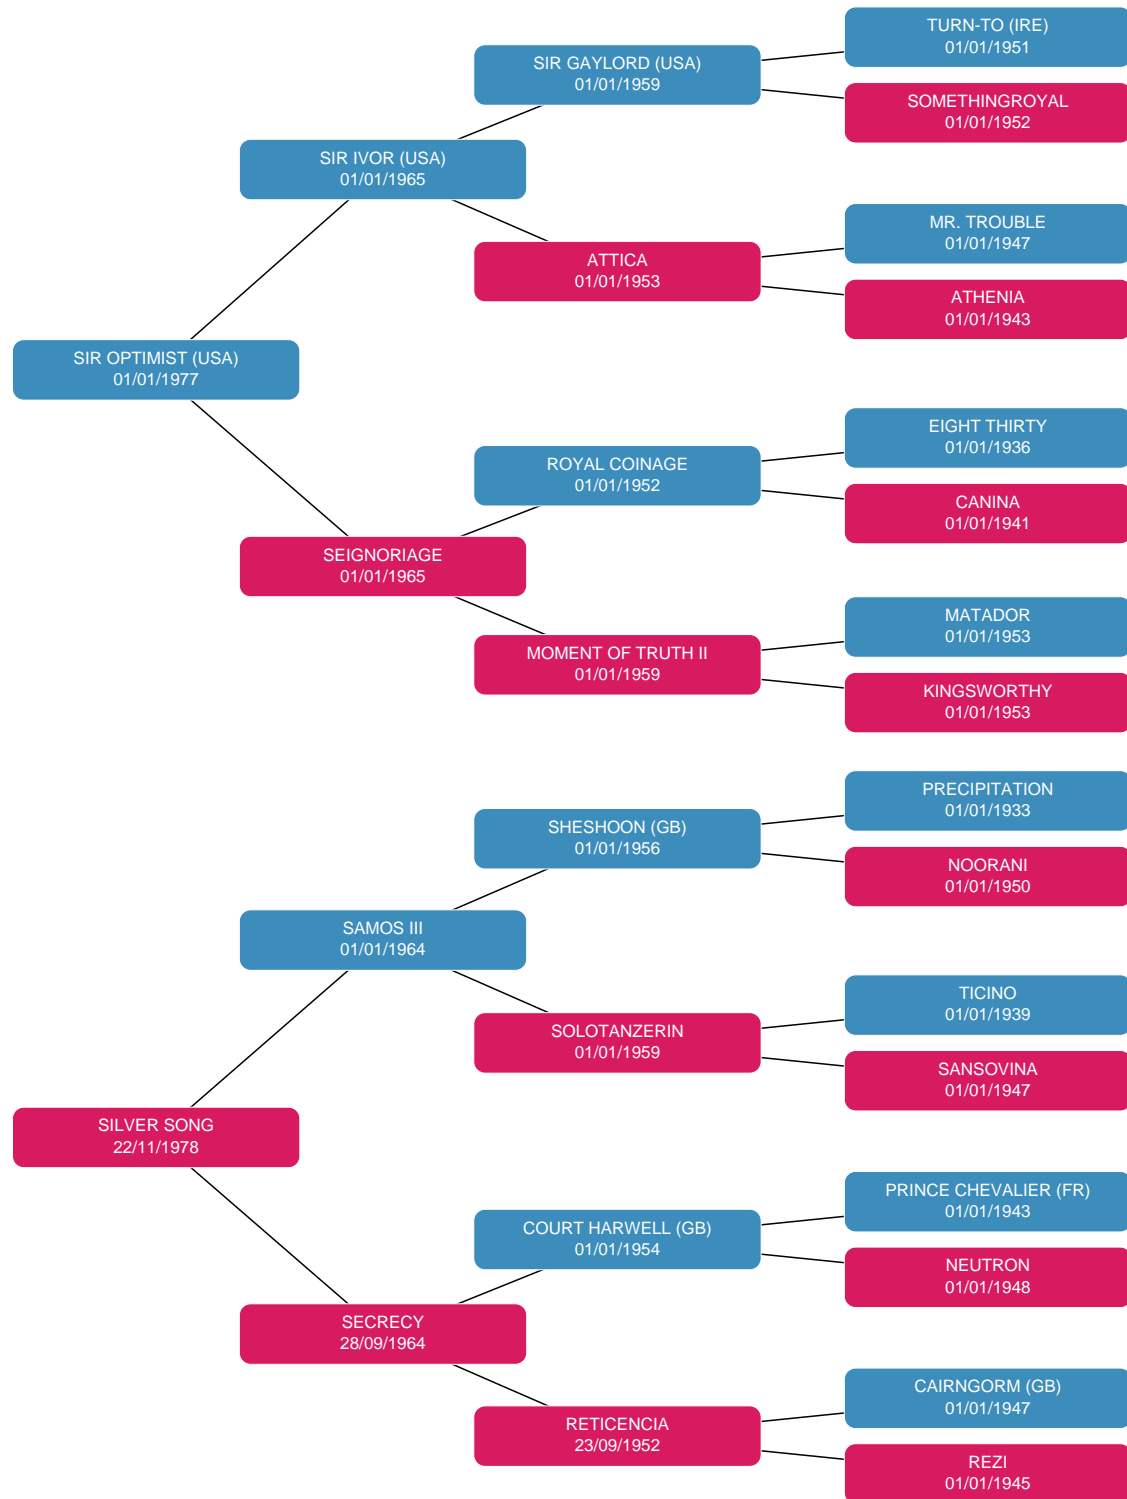 TURN-TO (IRE)
01/01/1951
SIR GAYLORD (USA)
01/01/1959
SOMETHINGROYAL
01/01/1952
SIR IVOR (USA)
01/01/1965
MR. TROUBLE
01/01/1947
ATTICA
01/01/1953
ATHENIA
01/01/1943
SIR OPTIMIST (USA)
01/01/1977
EIGHT THIRTY
01/01/1936
ROYAL COINAGE
01/01/1952
CANINA
01/01/1941
SEIGNORIAGE
01/01/1965
MATADOR
01/01/1953
MOMENT OF TRUTH II
01/01/1959
KINGSWORTHY
01/01/1953
PRECIPITATION
01/01/1933
SHESHOON (GB)
01/01/1956
NOORANI
01/01/1950
SAMOS III
01/01/1964
TICINO
01/01/1939
SOLOTANZERIN
01/01/1959
SANSOVINA
01/01/1947
SILVER SONG
22/11/1978
PRINCE CHEVALIER (FR)
01/01/1943
COURT HARWELL (GB)
01/01/1954
NEUTRON
01/01/1948
SECRECY
28/09/1964
CAIRNGORM (GB)
01/01/1947
RETICENCIA
23/09/1952
REZI
01/01/1945